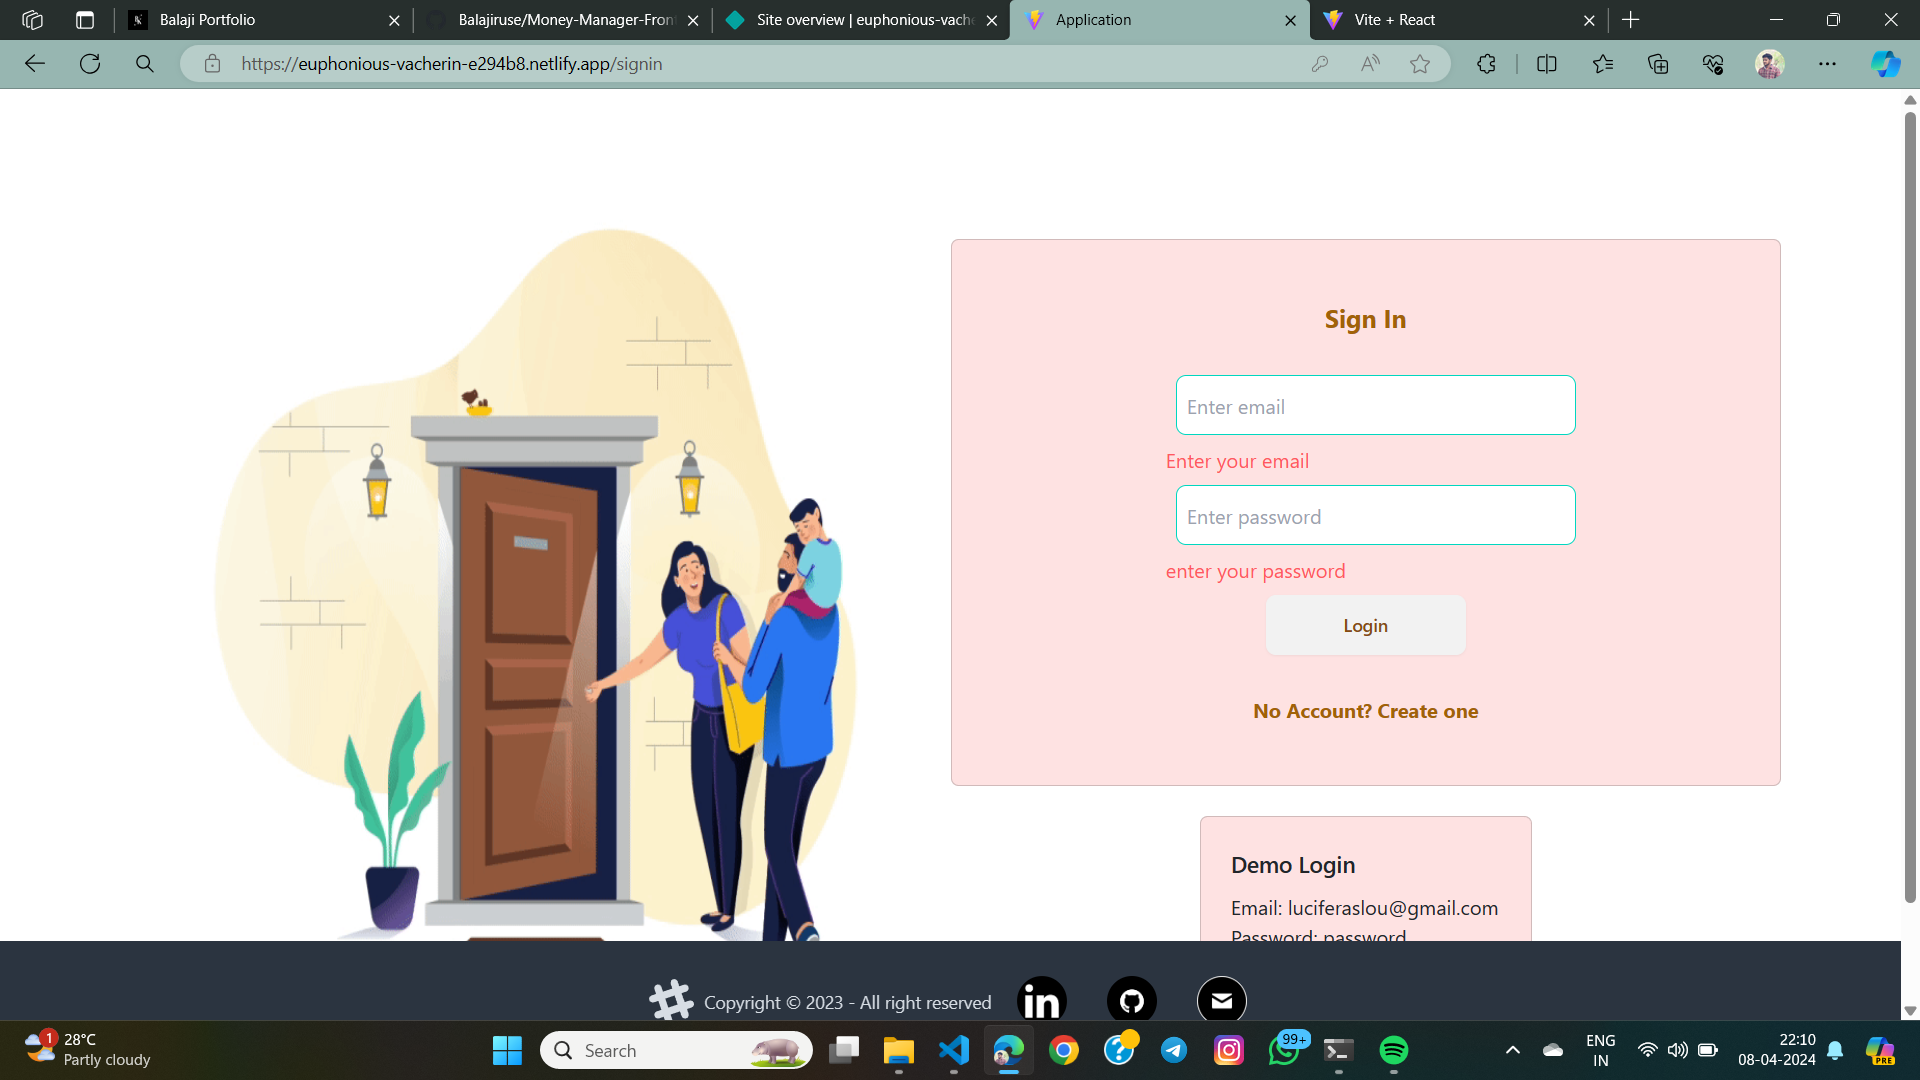 Balaji Portfolio
Balajiruse/Money-Manager-Fron
Site overview | euphonious-vache
Application
Vite + React
https://euphonious-vacherin-e294b8.netlify.app/signin
Sign In
Enter email
Enter your email
Enter password
enter your password
Login
No Account? Create one
Demo Login
Email: luciferaslou@gmail.com
Password: password
Copyright © 2023 - All right reserved
in
1
28°C
Partly cloudy
Search
99+
ENG
IN
22:10
08-04-2024
PRE